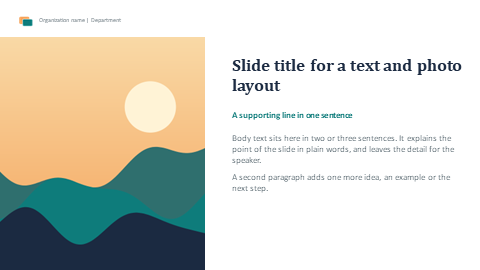 Organization name | Department
Slide title for a text and photo
layout
A supporting line in one sentence
Body text sits here in two or three sentences. It explains the
point of the slide in plain words, and leaves the detail for the
speaker.
A second paragraph adds one more idea, an example or the
next step.